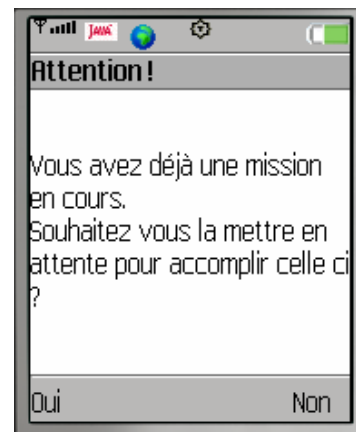 JAVA
Attention!
Vous avez déjà une mission
en cours.
Souhaitez vous la mettre en
attente pour accomplir celle ci
?
Oui Non